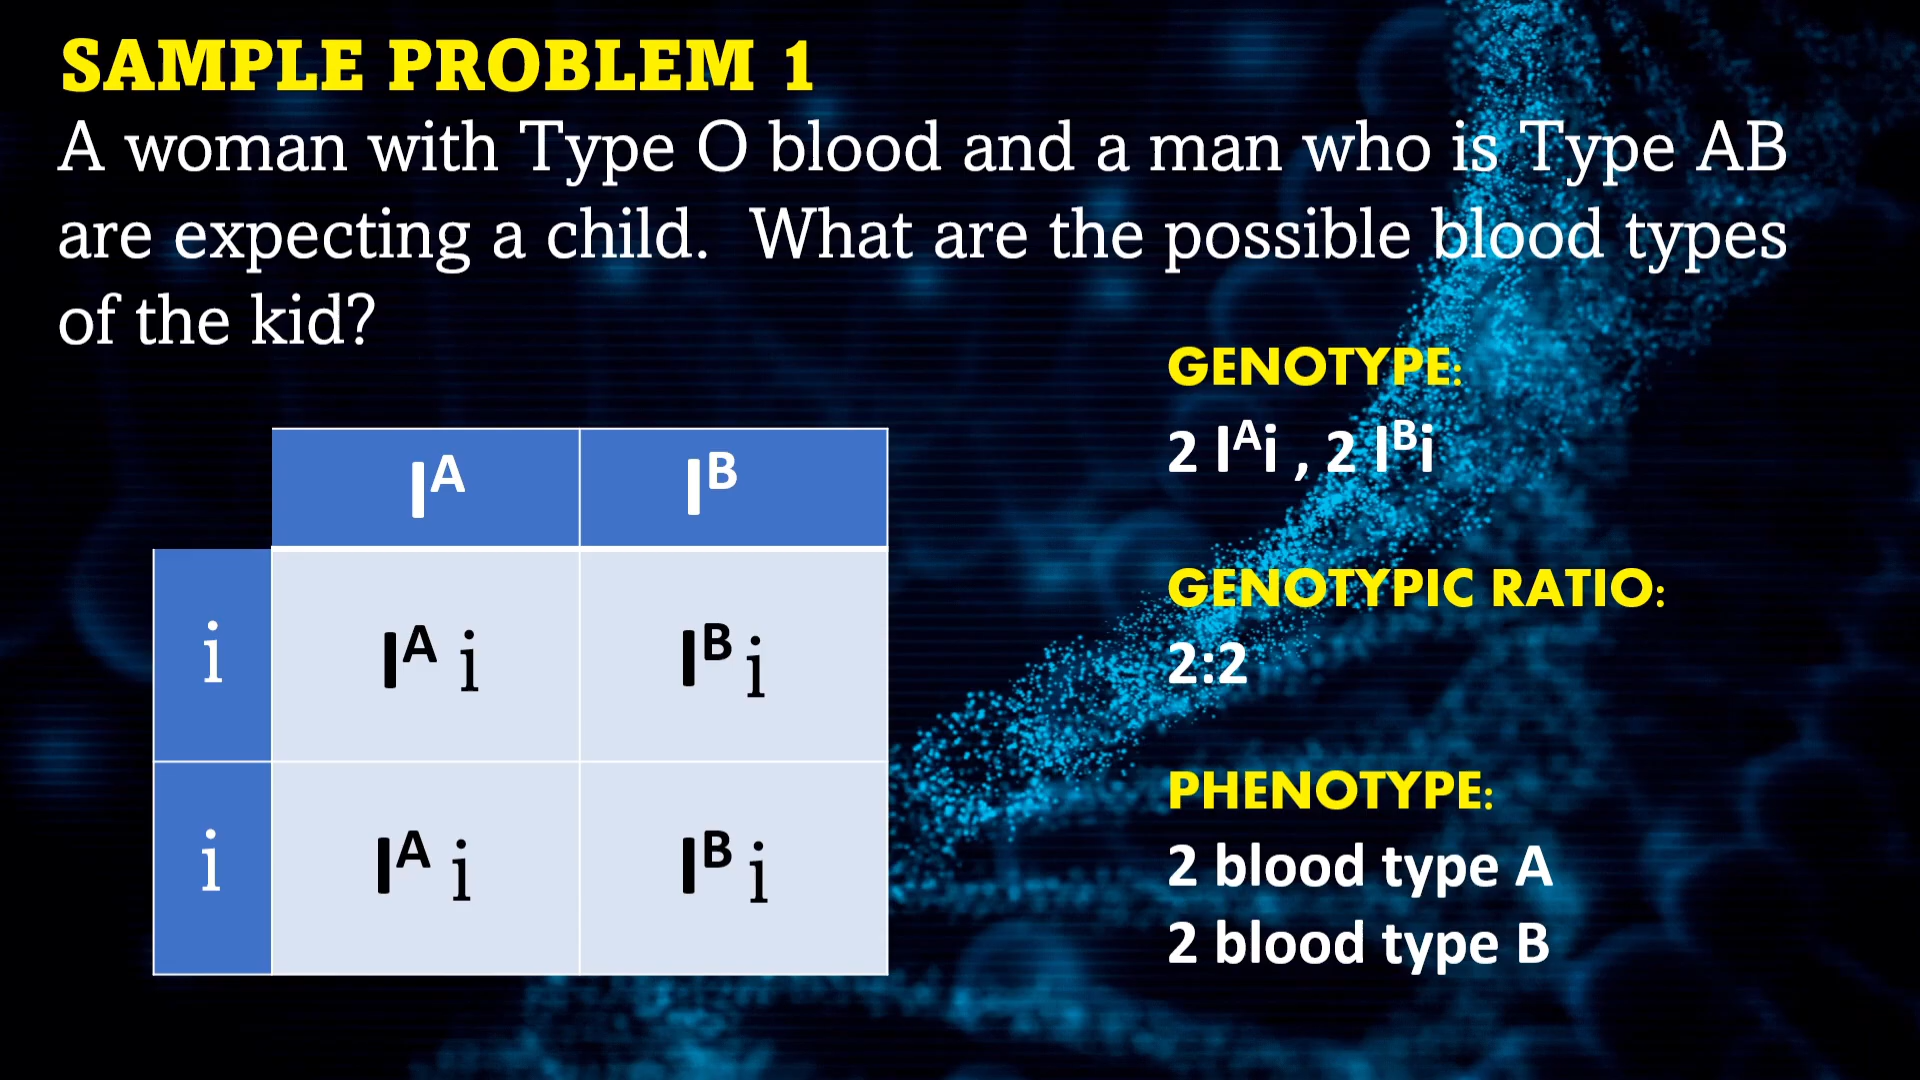 SAMPLE PROBLEM 1
A woman with Type O blood and a man who is Type AB
are expecting a child. What are the possible blood types
of the kid?
GENOTYPE:
2 Iᴬi , 2 Iᴮi
Iᴬ Iᴮ
GENOTYPIC RATIO:
2:2
i Iᴬ i Iᴮ i
PHENOTYPE:
2 blood type A
i Iᴬ i Iᴮ i
2 blood type B